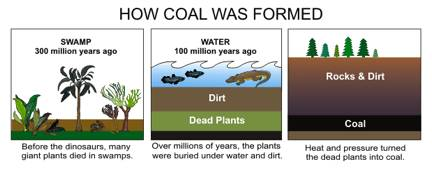 HOW COAL WAS FORMED
SWAMP
300 million years ago
Before the dinosaurs, many
giant plants died in swamps.
WATER
100 million years ago
Dirt
Dead Plants
Over millions of years, the plants
were buried under water and dirt.
Rocks & Dirt
Coal
Heat and pressure turned
the dead plants into coal.